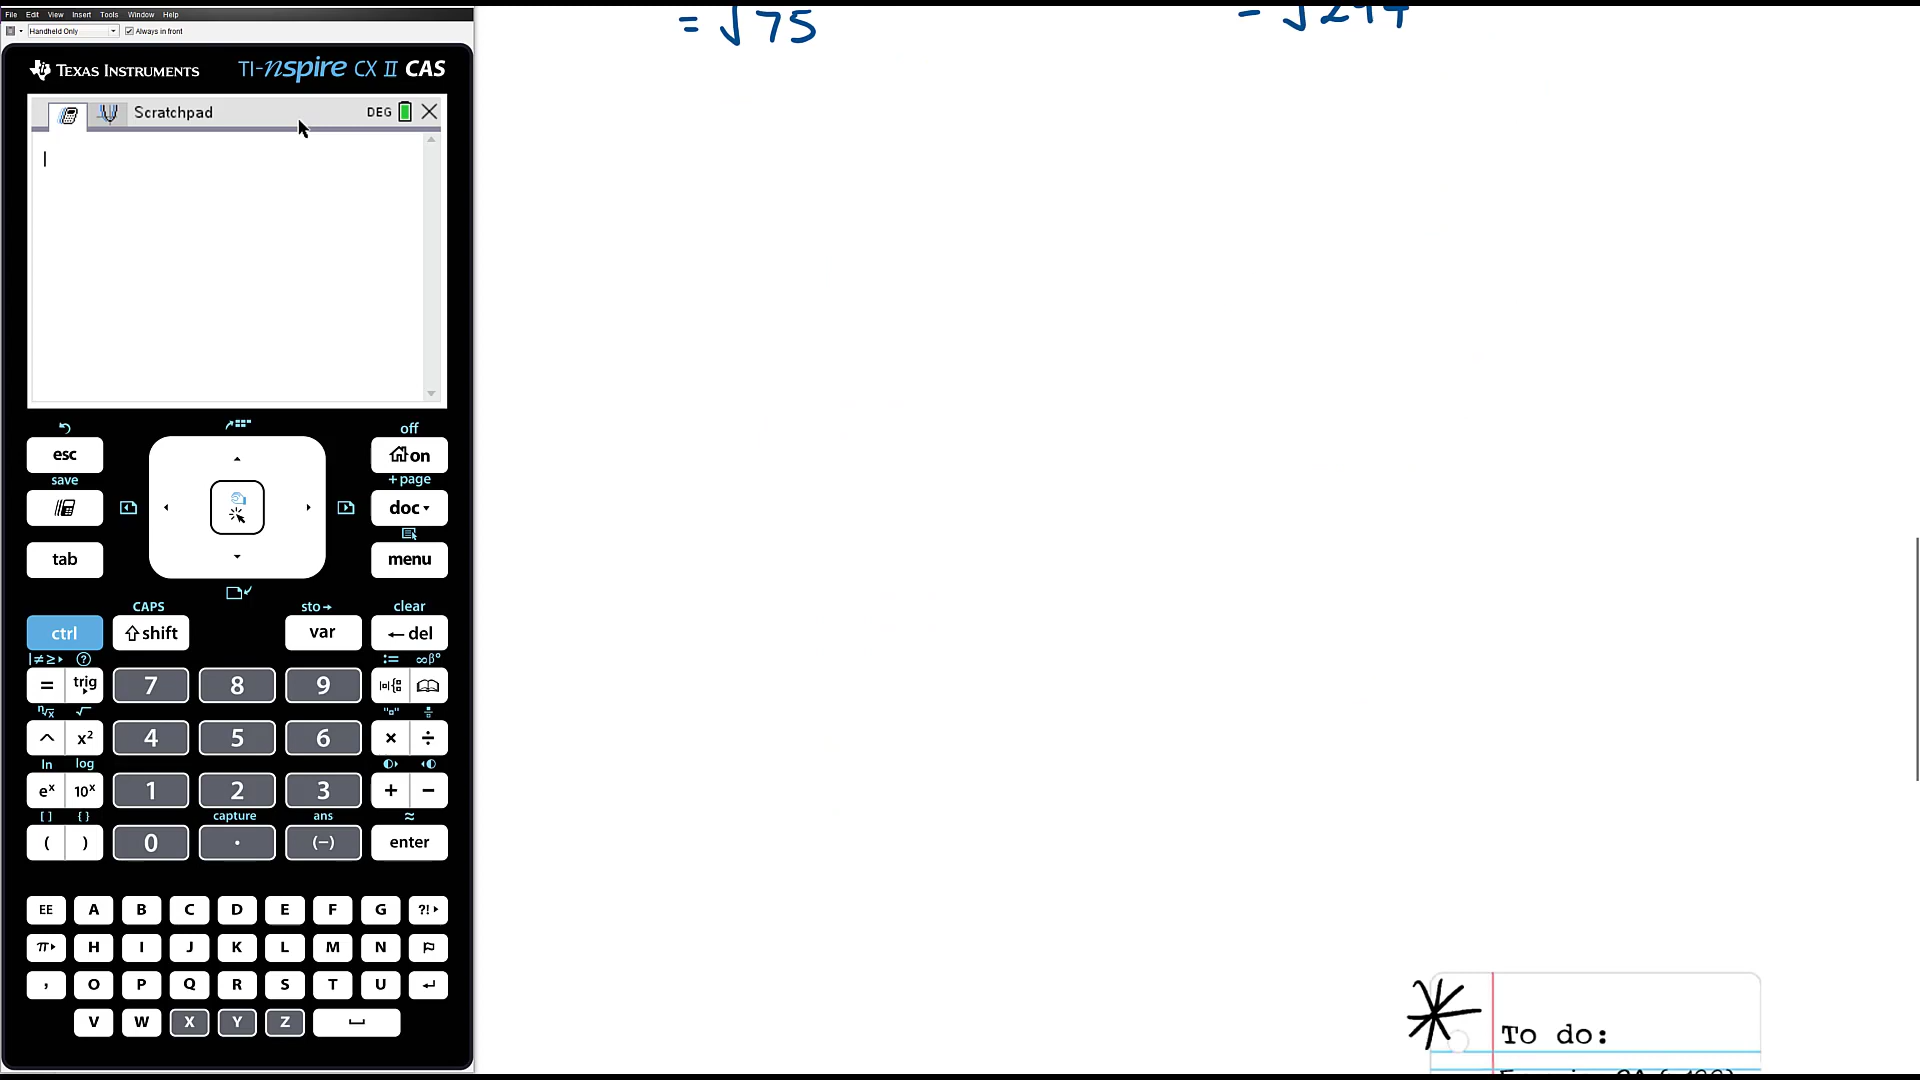 File Edit View Insert Tools Window Help
Handheld Only Always in front
TEXAS INSTRUMENTS TI-nspire CX II CAS
Scratchpad DEG
= √75
off
esc on
save + page
doc
tab menu
CAPS sto→ clear
ctrl shift var ← del
|≠≥▸ ? := ∞β°
= trig 7 8 9
ⁿ√x √
^ x² 4 5 6 × ÷
ln log
eˣ 10ˣ 1 2 3 + −
[ ] { } capture ans ≈
( ) 0 . (−) enter
EE A B C D E F G ?!▸
π▸ H I J K L M N
, O P Q R S T U ↵
V W X Y Z
To do: